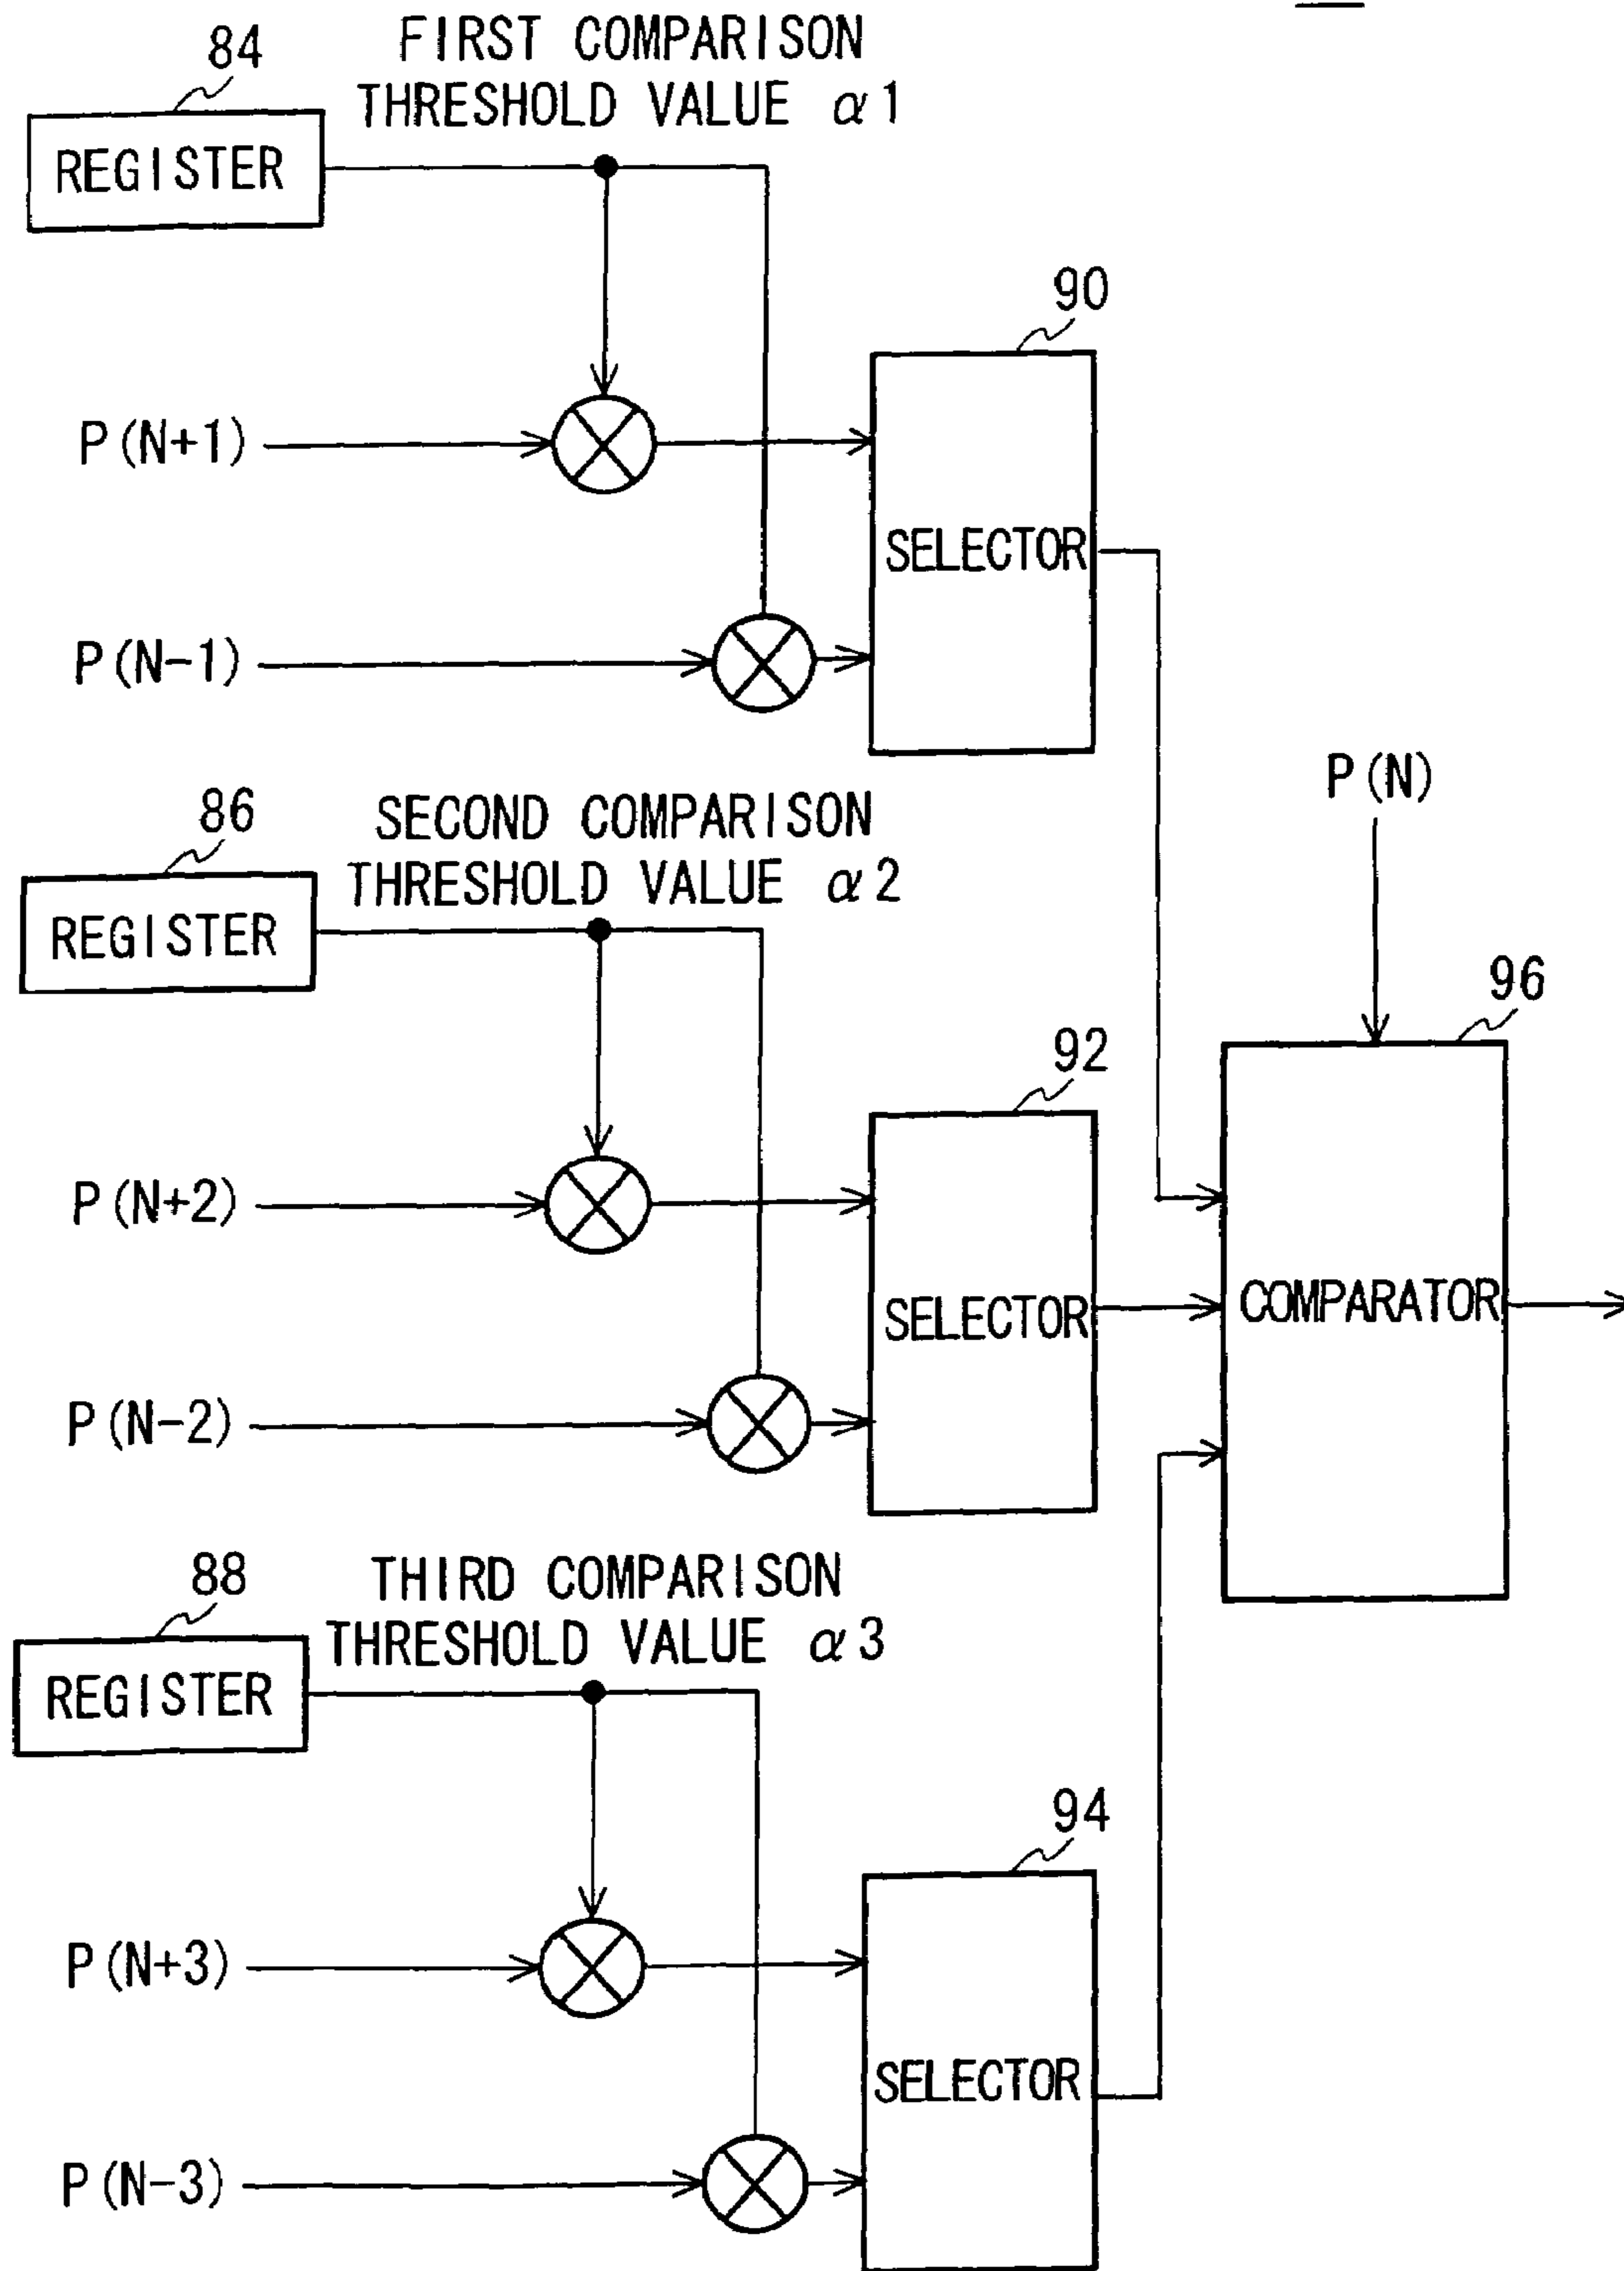 84
FIRST COMPARISON
THRESHOLD VALUE α1
REGISTER
90
P(N+1)
SELECTOR
P(N-1)
P(N)
86
SECOND COMPARISON
THRESHOLD VALUE α2
REGISTER
96
92
P(N+2)
SELECTOR
COMPARATOR
P(N-2)
88
THIRD COMPARISON
THRESHOLD VALUE α3
REGISTER
94
P(N+3)
SELECTOR
P(N-3)